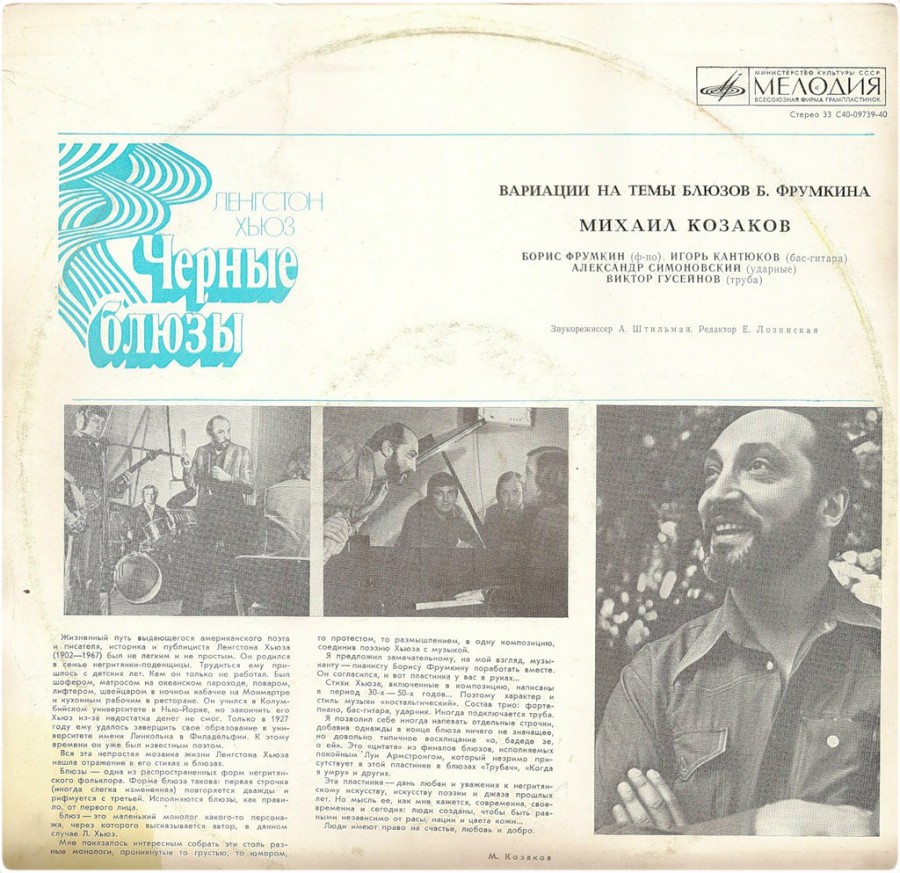 МИНИСТЕРСТВО КУЛЬТУРЫ СССР
МЕЛОДИЯ
ВСЕСОЮЗНАЯ ФИРМА ГРАМПЛАСТИНОК
Стерео 33 С40-09739-40
ЛЕНГСТОН
ХЬЮЗ
Черные
блюзы
ВАРИАЦИИ НА ТЕМЫ БЛЮЗОВ Б. ФРУМКИНА
МИХАИЛ КОЗАКОВ
БОРИС ФРУМКИН (ф-но), ИГОРЬ КАНТЮКОВ (бас-гитара)
АЛЕКСАНДР СИМОНОВСКИЙ (ударные)
ВИКТОР ГУСЕЙНОВ (труба)
Звукорежиссер А. Штильман. Редактор Е. Лозинская
Жизненный путь выдающегося американского поэта
и писателя, историка и публициста Ленгстона Хьюза
(1902—1967) был не легким и не простым. Он родился
в семье негритянки-поденщицы. Трудиться ему при-
шлось с детских лет. Кем он только не работал. Был
шофером, матросом на океанском пароходе, поваром,
лифтером, швейцаром в ночном кабачке на Монмартре
и кухонным рабочим в ресторане. Он учился в Колум-
бийском университете в Нью-Йорке, но закончить его
Хьюз из-за недостатка денег не смог. Только в 1927
году ему удалось завершить свое образование в уни-
верситете имени Линкольна в Филадельфии. К этому
времени он уже был известным поэтом.
Вся эта непростая мозаика жизни Ленгстона Хьюза
нашла отражение в его стихах и блюзах.
Блюзы — одна из распространенных форм негритян-
ского фольклора. Форма блюза такова: первая строчка
(иногда слегка измененная) повторяется дважды и
рифмуется с третьей. Исполняются блюзы, как прави-
ло, от первого лица.
Блюз — это маленький монолог какого-то персона-
жа, через которого высказывается автор, в данном
случае Л. Хьюз.
Мне показалось интересным собрать эти столь раз-
ные монологи, проникнутые то грустью, то юмором,
то протестом, то размышлением, в одну композицию,
соединив поэзию Хьюза с музыкой.
Я предложил замечательному, на мой взгляд, музы-
канту — пианисту Борису Фрумкину поработать вместе.
Он согласился, и вот пластинка у вас в руках...
Стихи Хьюза, включенные в композицию, написаны
в период 30-х — 50-х годов... Поэтому характер и
стиль музыки «ностальгический». Состав трио: форте-
пиано, бас-гитара, ударник. Иногда подключается труба.
Я позволил себе иногда напевать отдельные строчки,
добавив однажды в конце блюза ничего не значащее,
но довольно типичное восклицание «о, бадеде зе,
о ей». Это «цитата» из финалов блюзов, исполняемых
покойным Луи Армстронгом, который незримо при-
сутствует в этой пластинке в блюзах «Трубач», «Когда
я умру» и других.
Эта пластинка — дань любви и уважения к негритян-
скому искусству, искусству поэзии и джаза прошлых
лет. Но мысль ее, как мне кажется, современна, свое-
временна и сегодня: люди созданы, чтобы быть рав-
ными независимо от расы, нации и цвета кожи...
Люди имеют право на счастье, любовь и добро.
М. Козаков